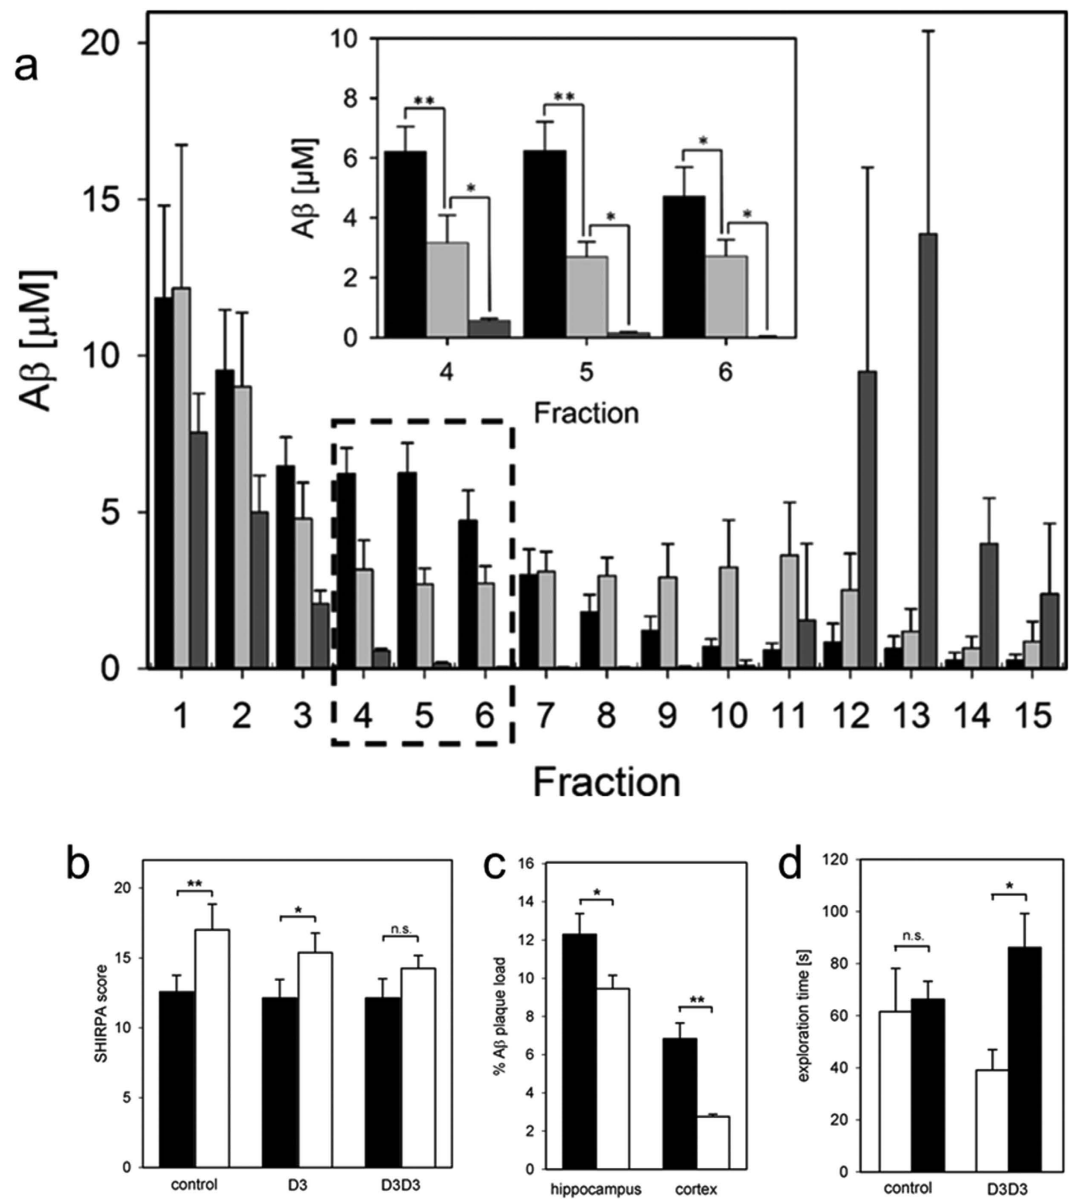 a
Aβ [µM]
20
15
10
5
0
Aβ [µM]
10
8
6
4
2
0
** * ** * * *
4 5 6
Fraction
1 2 3 4 5 6 7 8 9 10 11 12 13 14 15
Fraction
b
SHIRPA score
20
15
10
5
0
** * n.s.
control D3 D3D3
c
% Aβ plaque load
16
14
12
10
8
6
4
2
0
* **
hippocampus cortex
d
exploration time [s]
120
100
80
60
40
20
0
n.s. *
control D3D3